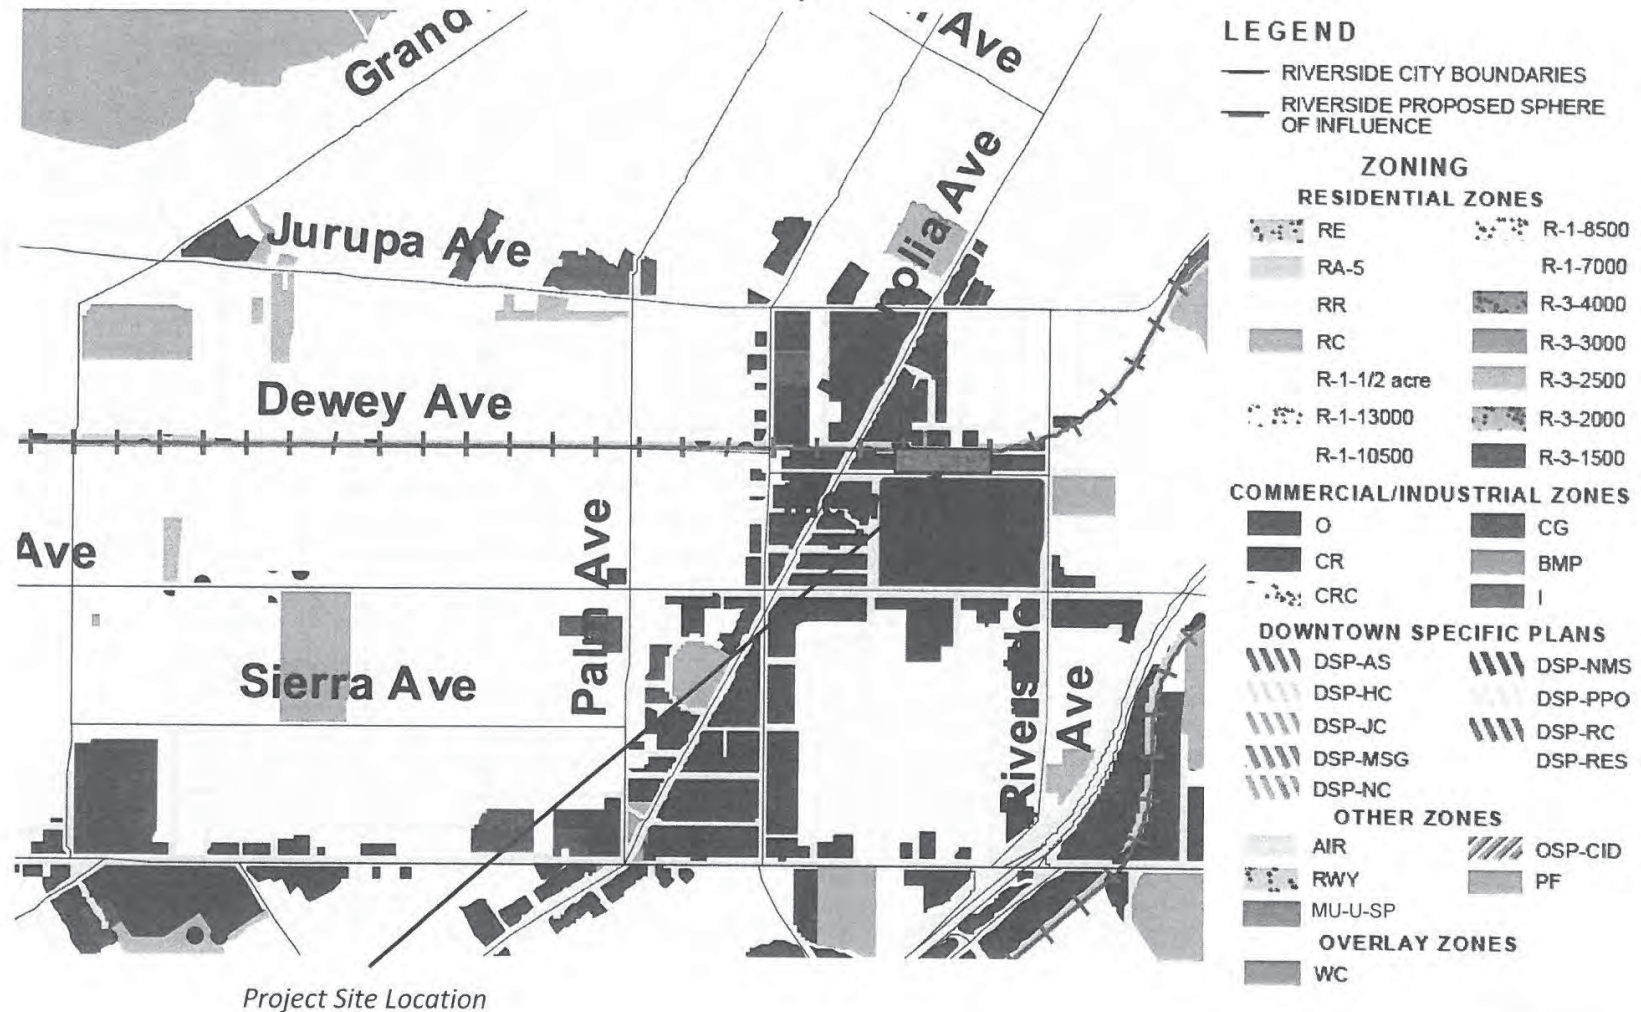 Grand
Ave
nolia Ave
Jurupa Ave
Dewey Ave
Ave
Palm Ave
Sierra Ave
Riverside
Ave
Project Site Location
LEGEND
RIVERSIDE CITY BOUNDARIES
RIVERSIDE PROPOSED SPHERE
OF INFLUENCE
ZONING
RESIDENTIAL ZONES
RE
R-1-8500
RA-5
R-1-7000
RR
R-3-4000
RC
R-3-3000
R-1-1/2 acre
R-3-2500
R-1-13000
R-3-2000
R-1-10500
R-3-1500
COMMERCIAL/INDUSTRIAL ZONES
O
CG
CR
BMP
CRC
I
DOWNTOWN SPECIFIC PLANS
DSP-AS
DSP-NMS
DSP-HC
DSP-PPO
DSP-JC
DSP-RC
DSP-MSG
DSP-RES
DSP-NC
OTHER ZONES
AIR
OSP-CID
RWY
PF
MU-U-SP
OVERLAY ZONES
WC